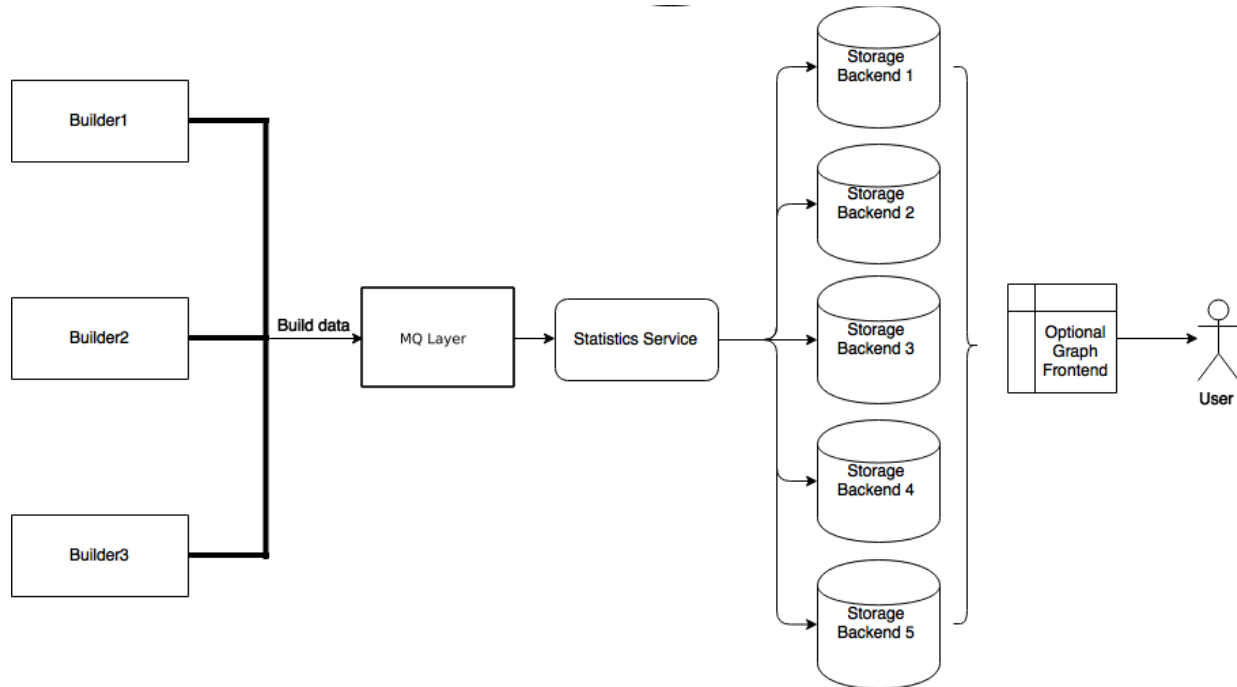 Builder1
Builder2
Builder3
Build data
MQ Layer
Statistics Service
Storage
Backend 1
Storage
Backend 2
Storage
Backend 3
Storage
Backend 4
Storage
Backend 5
Optional
Graph
Frontend
User